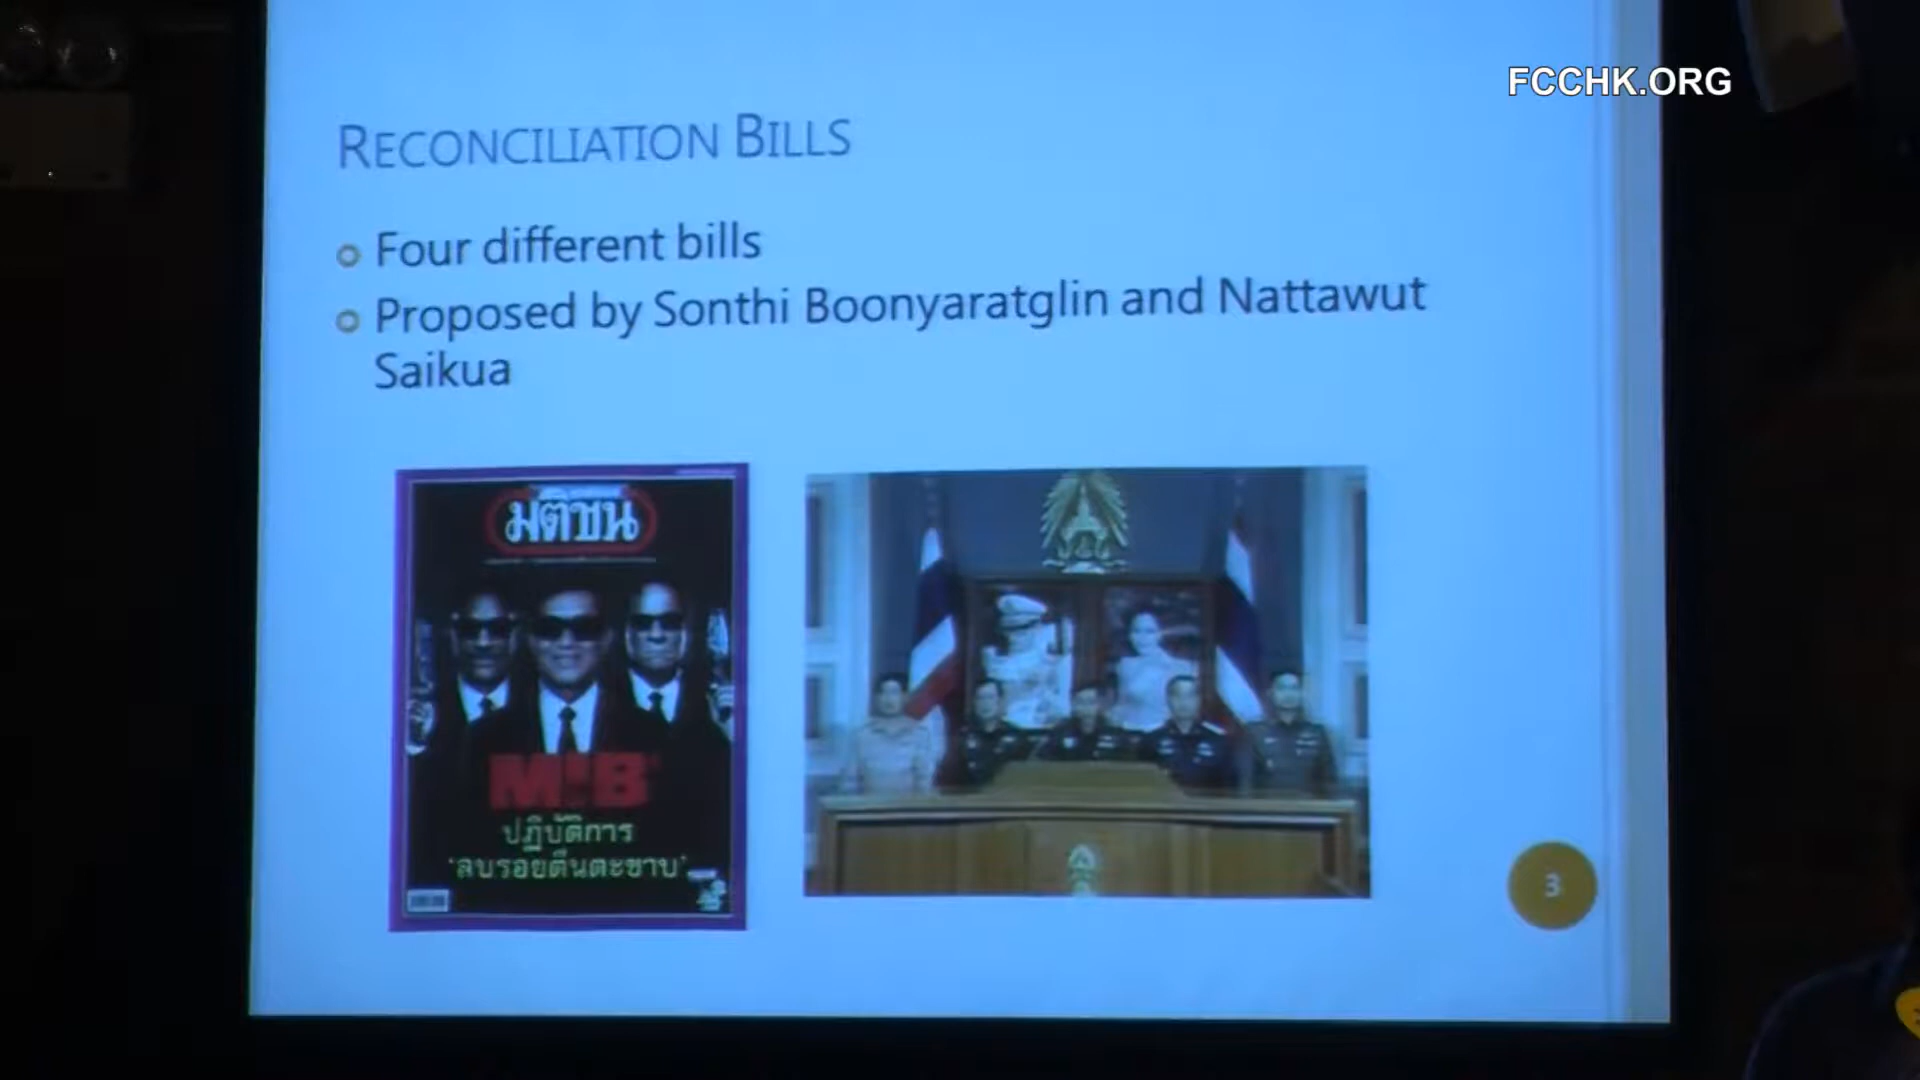 FCCHK.ORG
RECONCILIATION BILLS
Four different bills
Proposed by Sonthi Boonyaratglin and Nattawut
Saikua
มติชน
MIB
ปฏิบัติการ
'ลบรอยตีนตะขาบ'
3